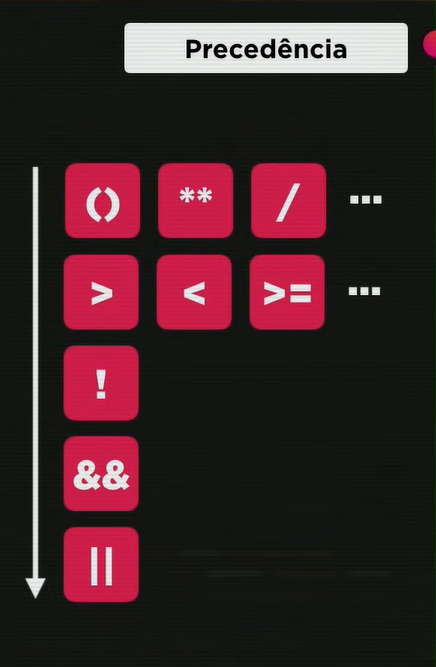 Precedência
() ** / ...
> < >= ...
!
&&
||